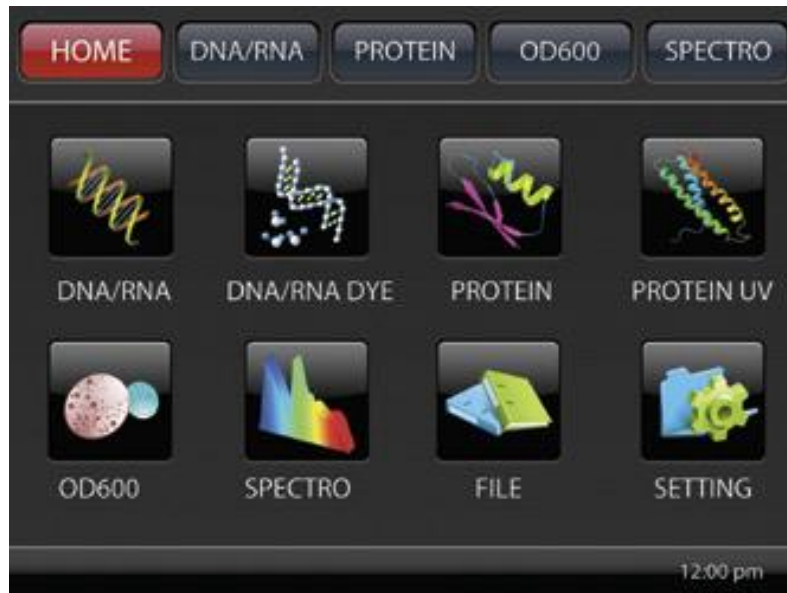 HOME DNA/RNA PROTEIN OD600 SPECTRO
DNA/RNA DNA/RNA DYE PROTEIN PROTEIN UV
OD600 SPECTRO FILE SETTING
12:00 pm